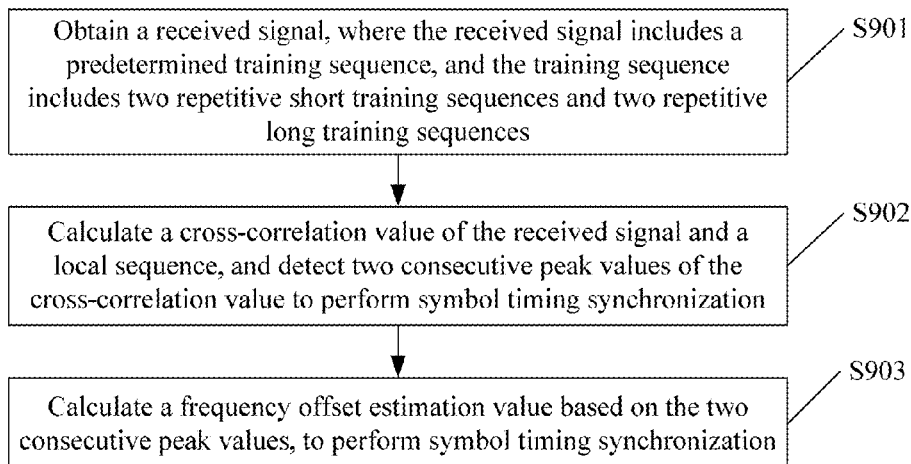 Obtain a received signal, where the received signal includes a
predetermined training sequence, and the training sequence
includes two repetitive short training sequences and two repetitive
long training sequences
S901
Calculate a cross-correlation value of the received signal and a
local sequence, and detect two consecutive peak values of the
cross-correlation value to perform symbol timing synchronization
S902
Calculate a frequency offset estimation value based on the two
consecutive peak values, to perform symbol timing synchronization
S903